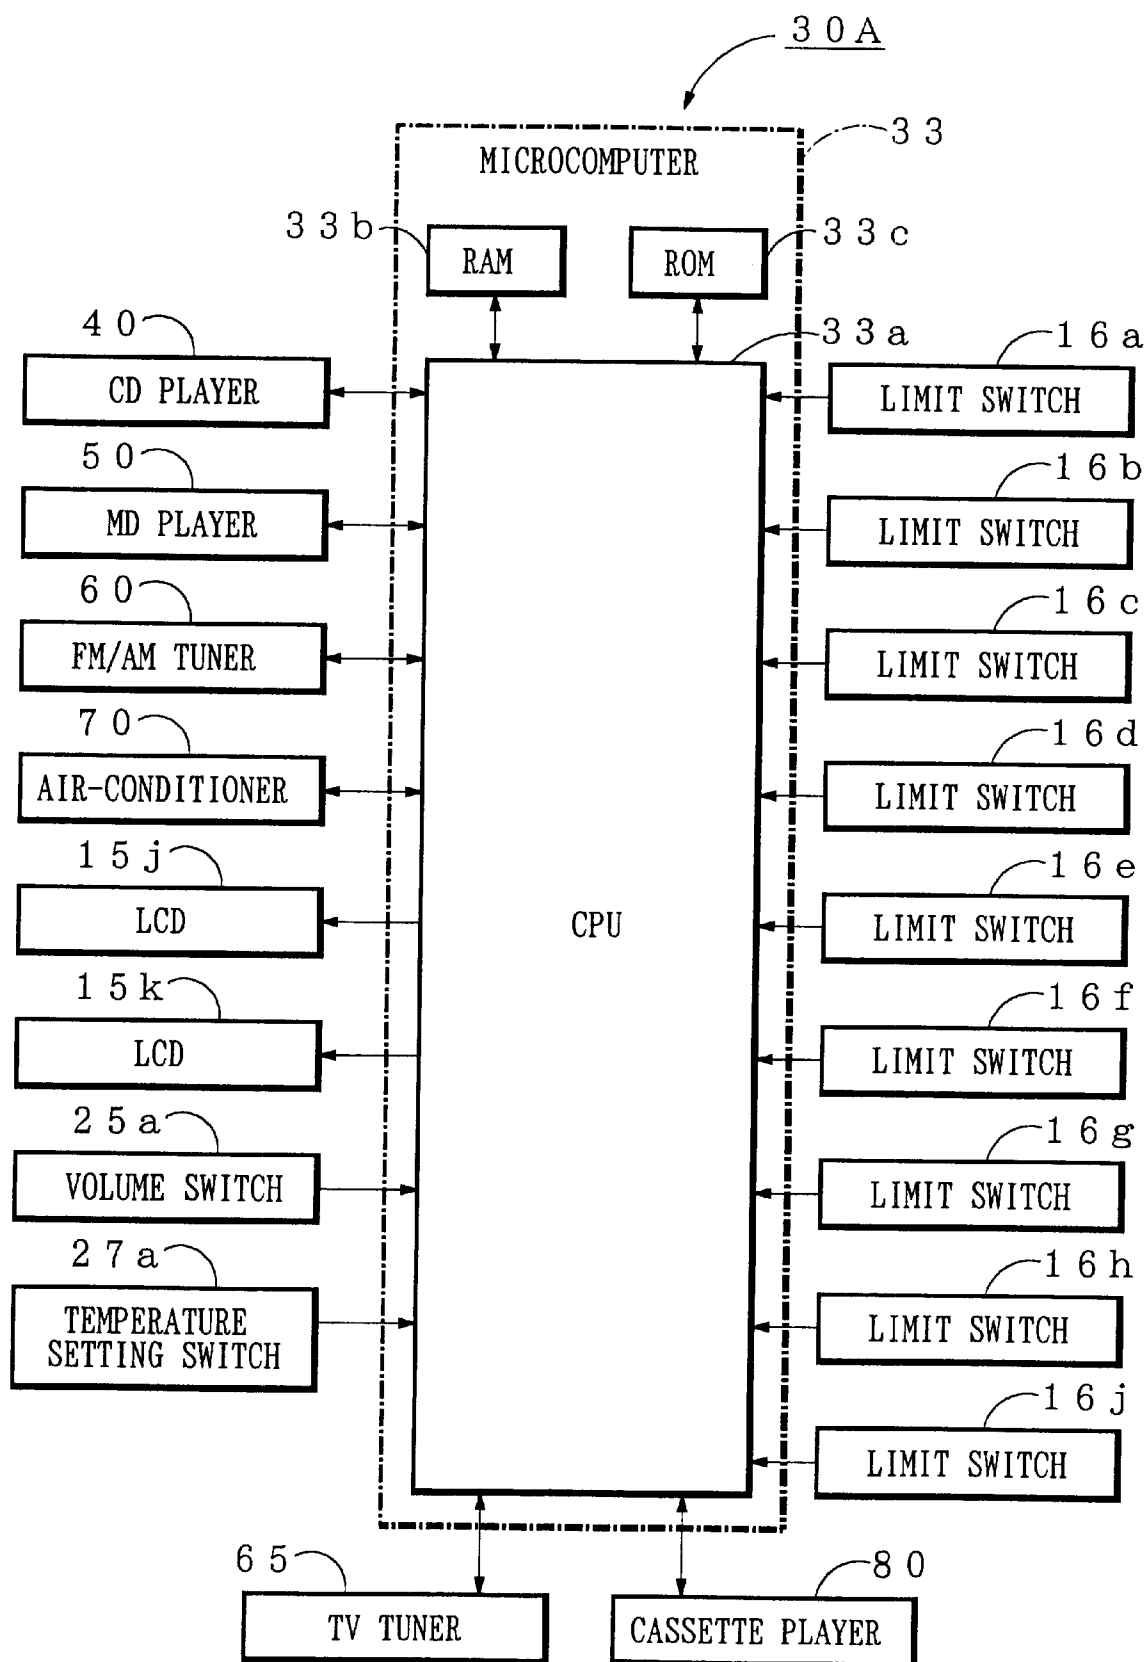 30A
33
MICROCOMPUTER
33b
RAM
33c
ROM
33a
CPU
40
CD PLAYER
50
MD PLAYER
60
FM/AM TUNER
70
AIR-CONDITIONER
15j
LCD
15k
LCD
25a
VOLUME SWITCH
27a
TEMPERATURE
SETTING SWITCH
16a
LIMIT SWITCH
16b
LIMIT SWITCH
16c
LIMIT SWITCH
16d
LIMIT SWITCH
16e
LIMIT SWITCH
16f
LIMIT SWITCH
16g
LIMIT SWITCH
16h
LIMIT SWITCH
16j
LIMIT SWITCH
65
TV TUNER
80
CASSETTE PLAYER